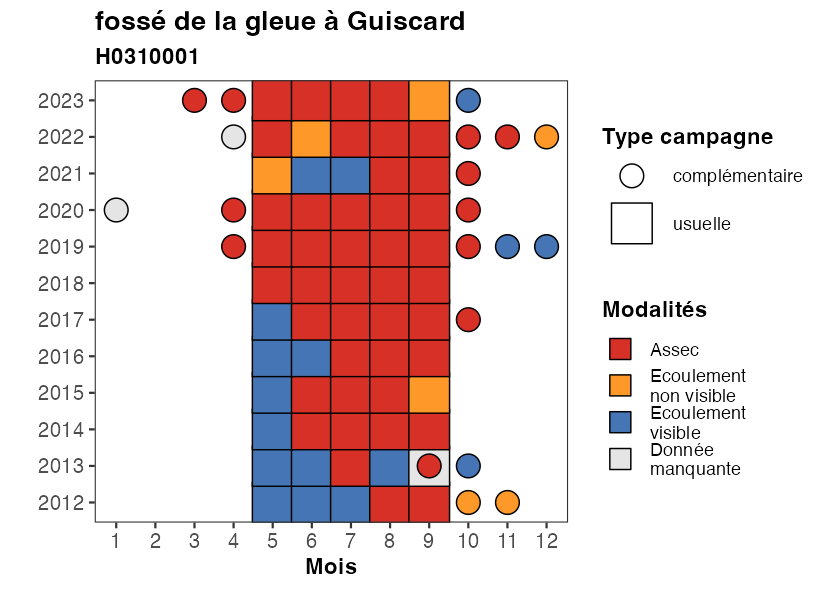 fossé de la gleue à Guiscard
H0310001
2023
2022
2021
2020
2019
2018
2017
2016
2015
2014
2013
2012
1 2 3 4 5 6 7 8 9 10 11 12
Mois
Type campagne
complémentaire
usuelle
Modalités
Assec
Ecoulement
non visible
Ecoulement
visible
Donnée
manquante